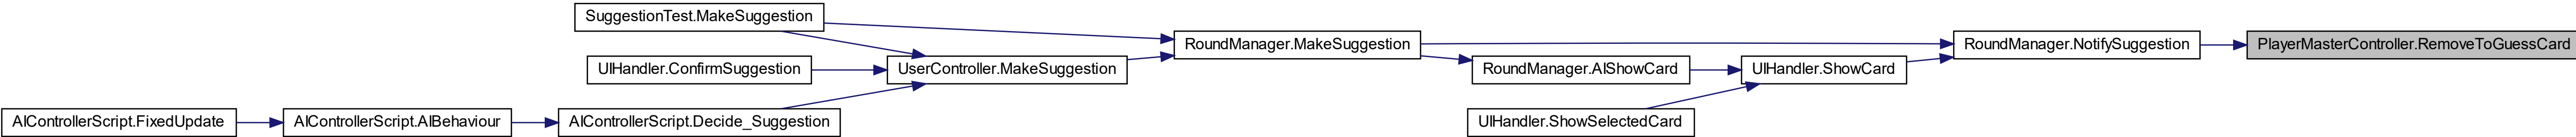 SuggestionTest.MakeSuggestion
RoundManager.MakeSuggestion
RoundManager.NotifySuggestion
PlayerMasterController.RemoveToGuessCard
UIHandler.ConfirmSuggestion
UserController.MakeSuggestion
RoundManager.AIShowCard
UIHandler.ShowCard
AIControllerScript.FixedUpdate
AIControllerScript.AIBehaviour
AIControllerScript.Decide_Suggestion
UIHandler.ShowSelectedCard